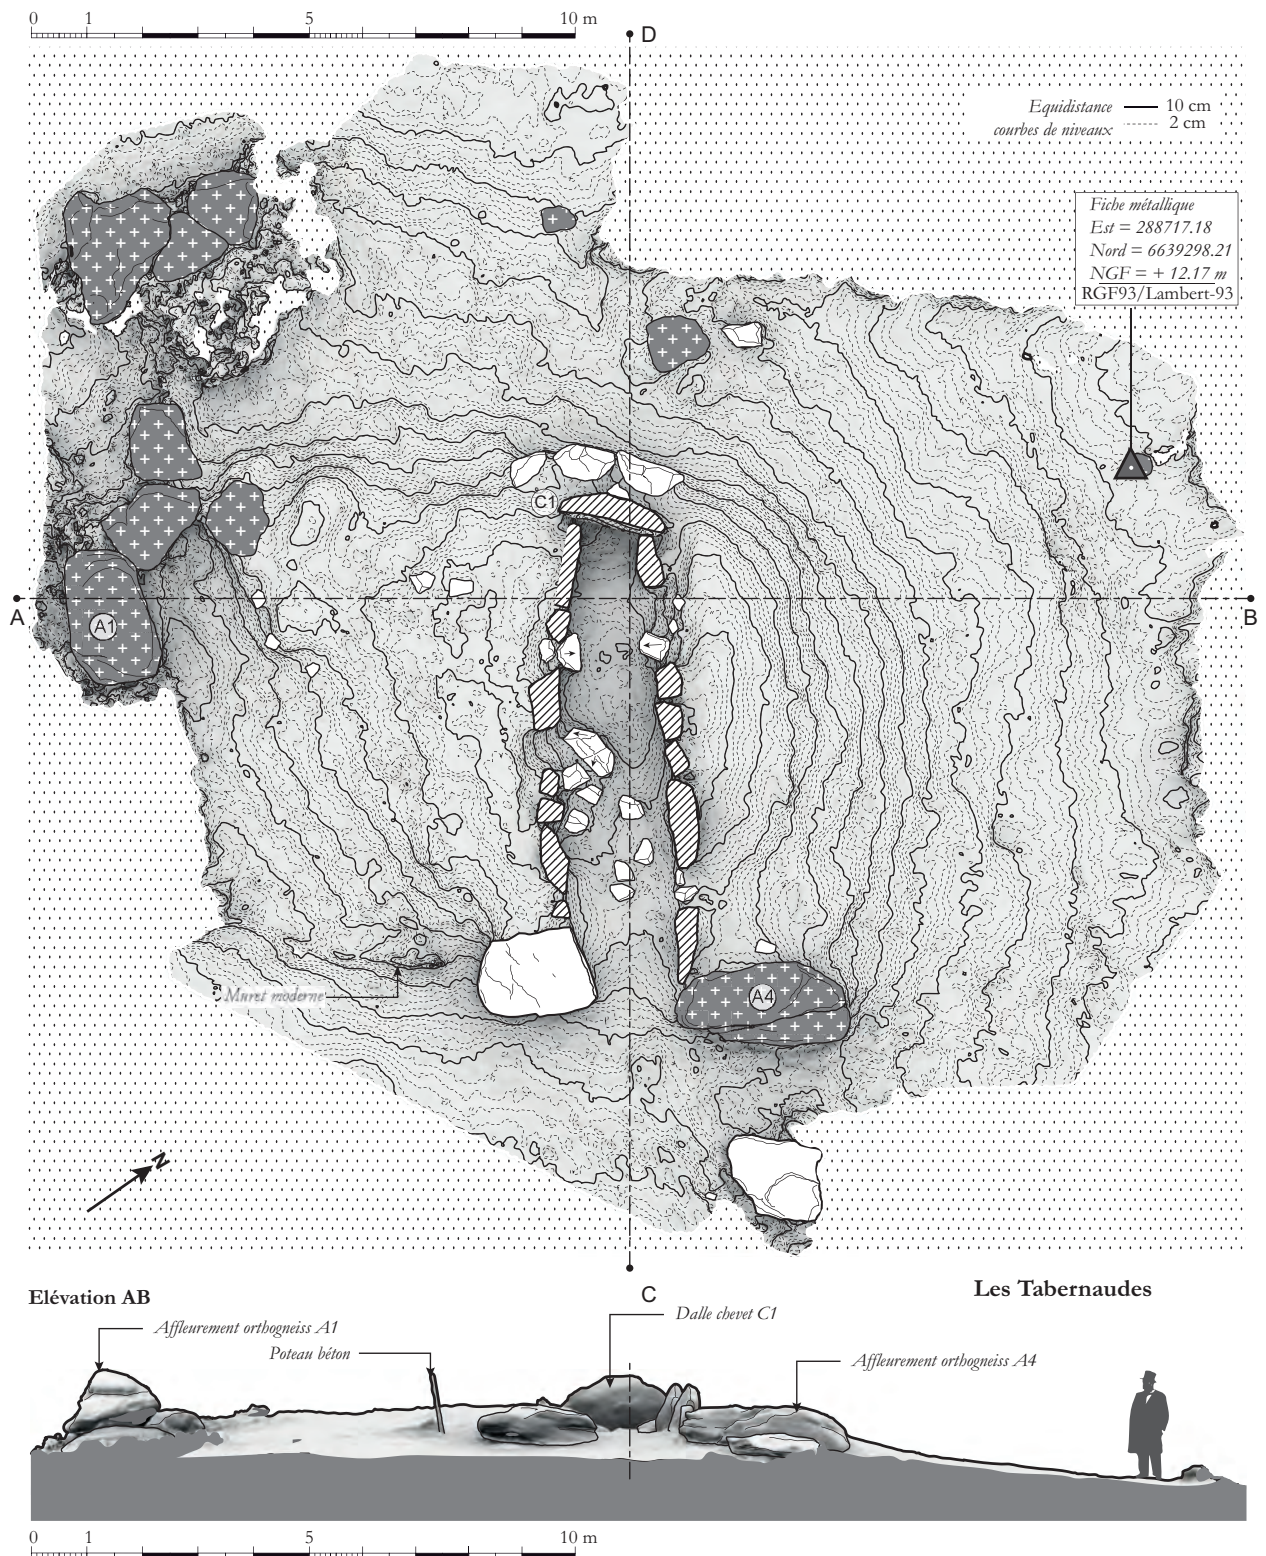 0 1 5 10 m
D
Equidistance 10 cm
courbes de niveaux 2 cm
Fiche métallique
Est = 288717.18
Nord = 6639298.21
NGF = + 12.17 m
RGF93/Lambert-93
C1
A
A1
B
Muret moderne
A4
N
C
Les Tabernaudes
Elévation AB
Dalle chevet C1
Affleurement orthogneiss A1
Poteau béton
Affleurement orthogneiss A4
0 1 5 10 m